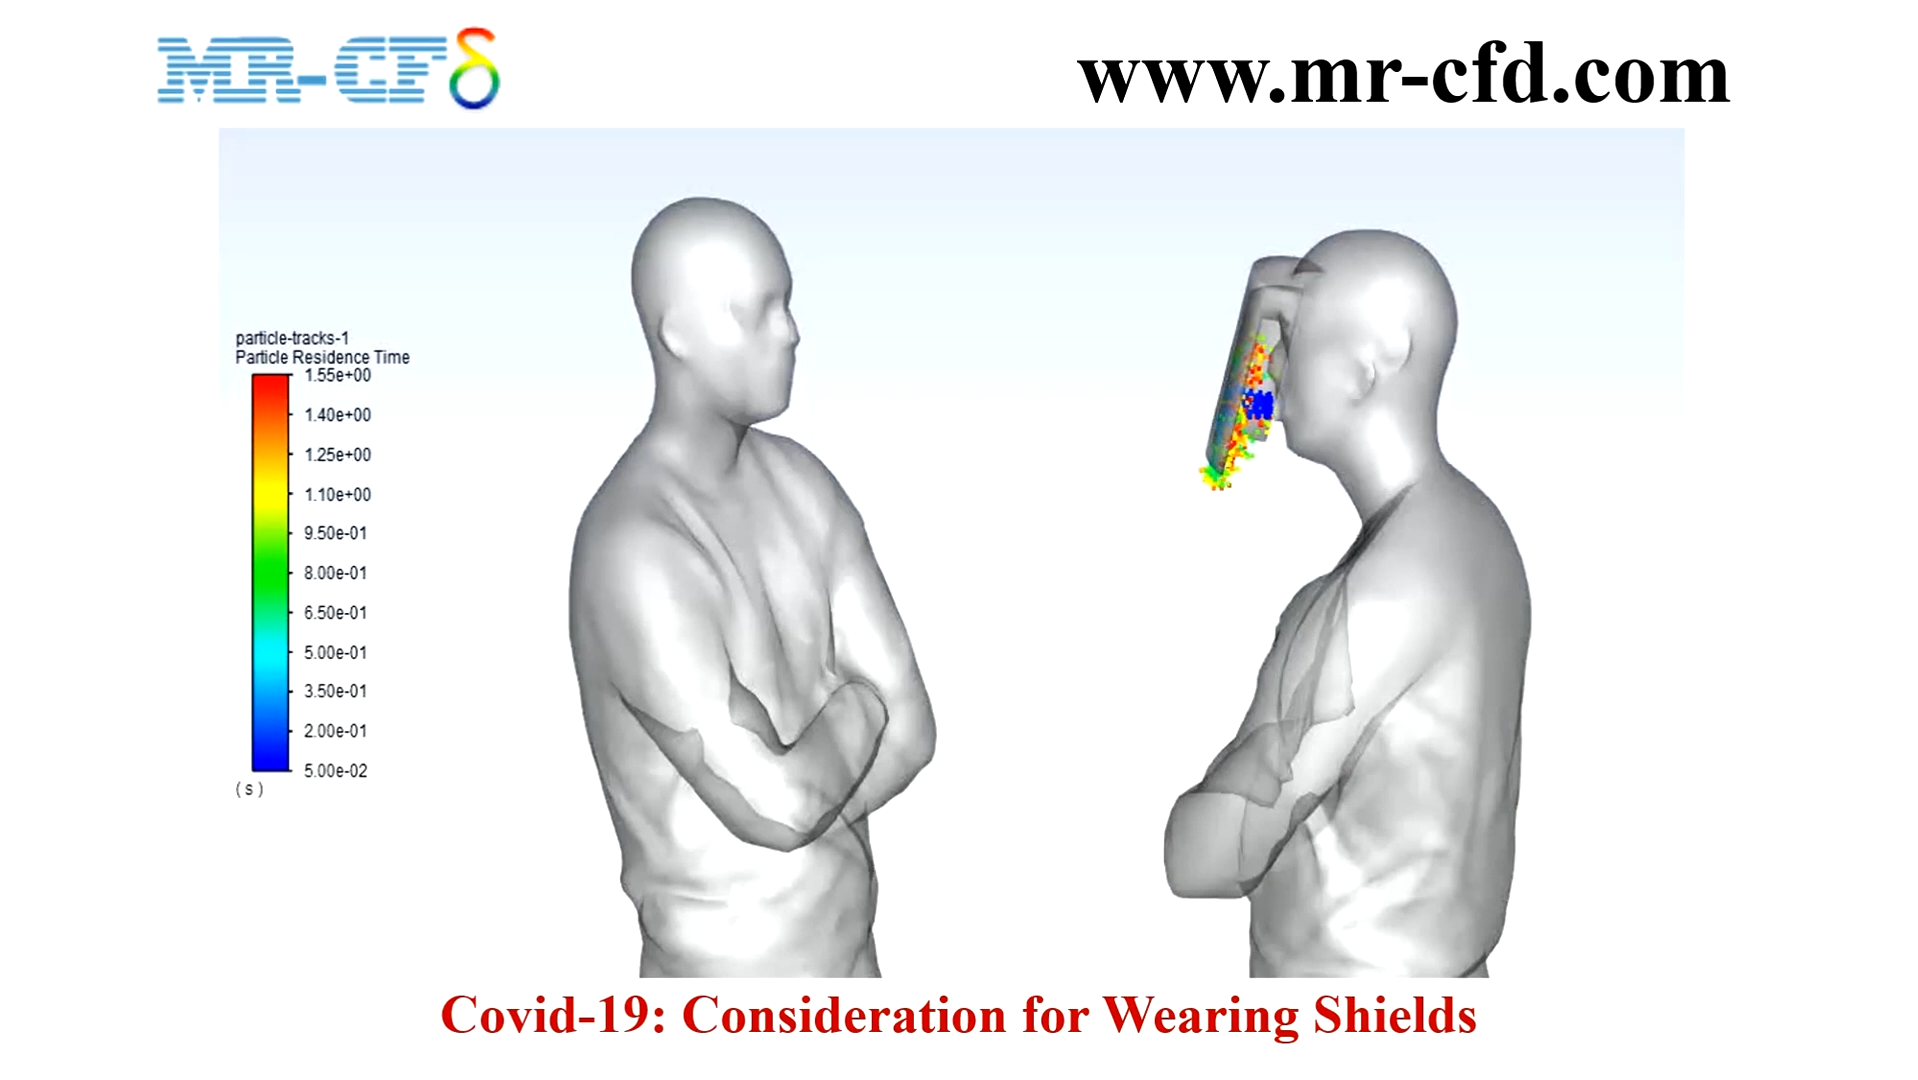 MR-CFδ
www.mr-cfd.com
particle-tracks-1
Particle Residence Time
1.55e+00
1.40e+00
1.25e+00
1.10e+00
9.50e-01
8.00e-01
6.50e-01
5.00e-01
3.50e-01
2.00e-01
5.00e-02
( s )
Covid-19: Consideration for Wearing Shields